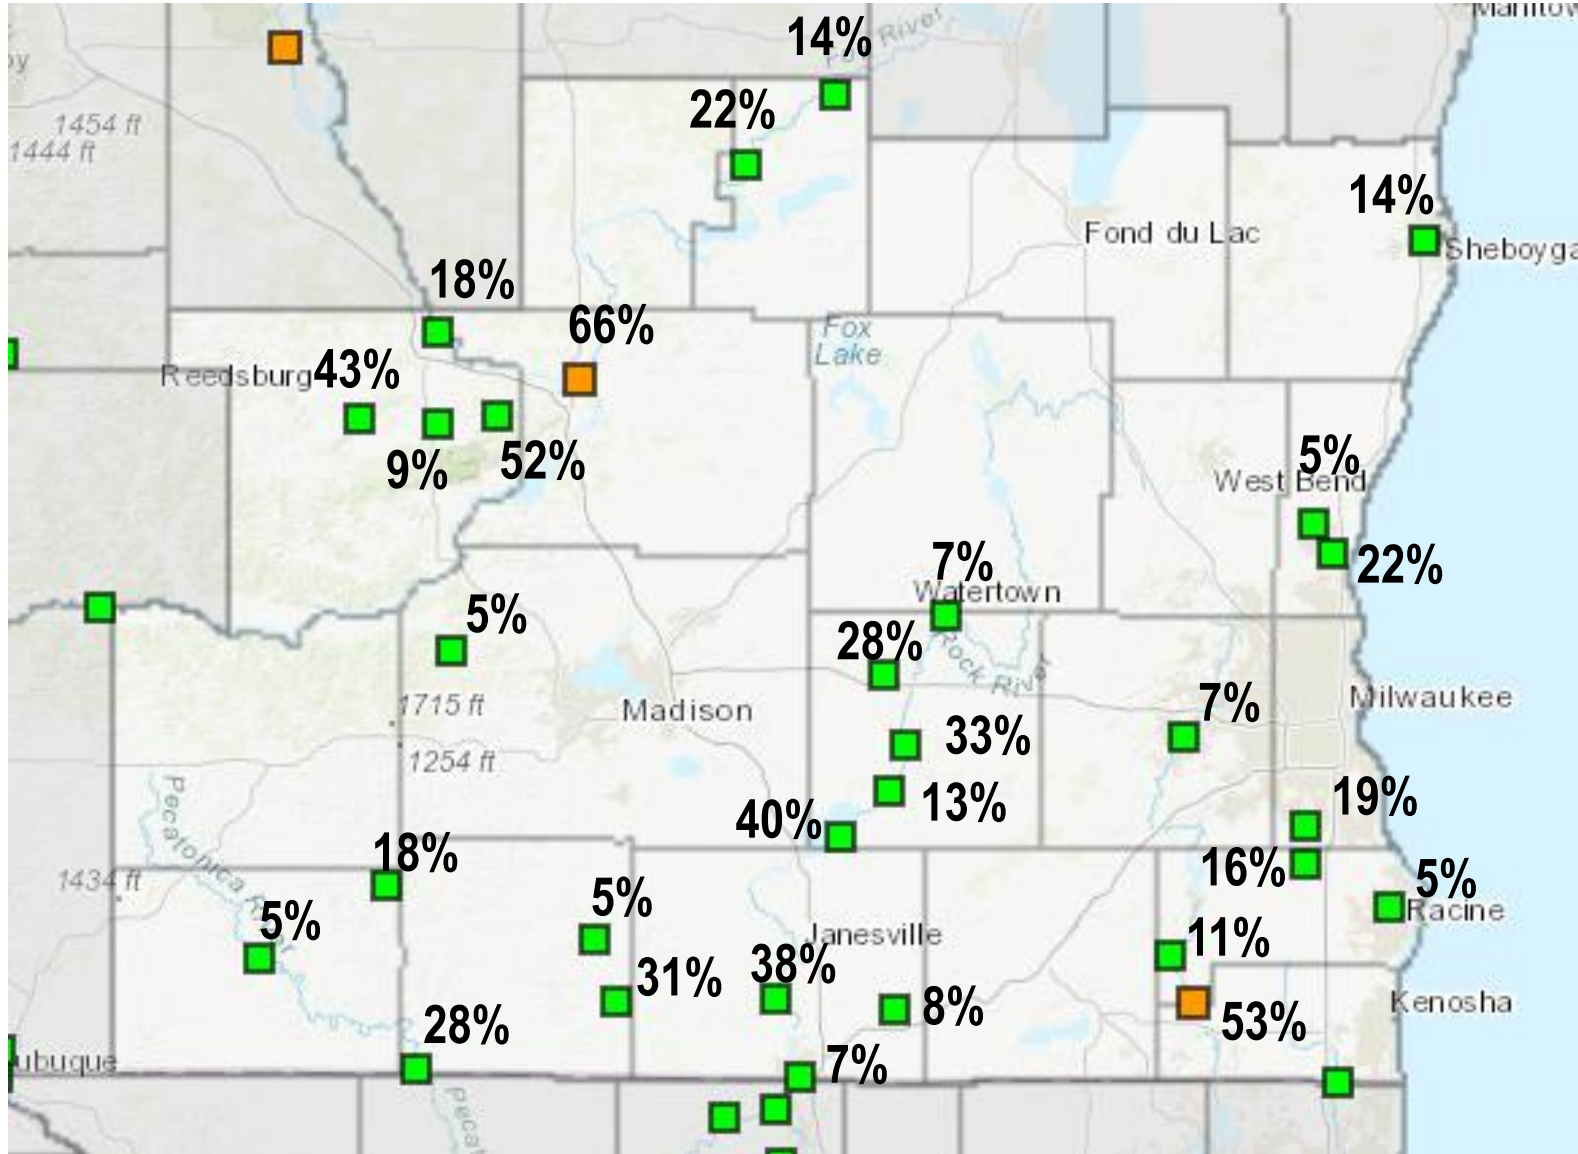 Manitow
14%
River
oy
22%
1454 ft
1444 ft
14%
Fond du Lac
Sheboyga
18%
66%
Fox
Lake
Reedsburg
43%
9%
52%
5%
West Bend
22%
7%
Watertown
5%
28%
Rock River
Milwaukee
1715 ft
Madison
7%
33%
1254 ft
Pecatonica R
13%
19%
40%
18%
16%
5%
1434 ft
Racine
5%
5%
Janesville
11%
31%
38%
Kenosha
8%
53%
28%
ubuque
7%
Pecat